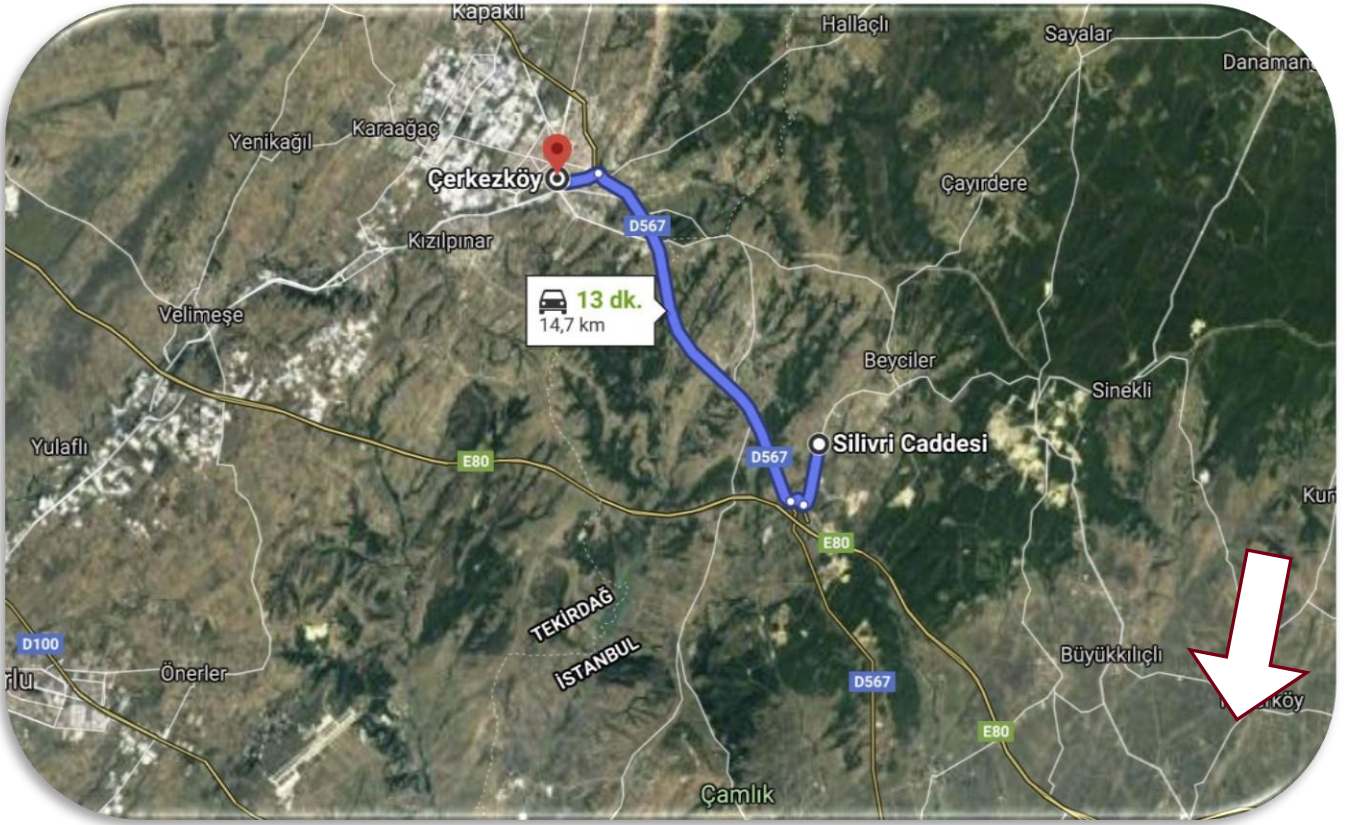 Kapaklı
Hallaçlı
Sayalar
Karaağaç
Yenikağıl
Çerkezköy
Çayırdere
D567
Kızılpınar
13 dk.
14,7 km
Velimeşe
Beyciler
Sinekli
Yulaflı
Silivri Caddesi
D567
E80
E80
TEKİRDAĞ
İSTANBUL
D100
Önerler
Büyükkılıçlı
D567
E80
Çamlık